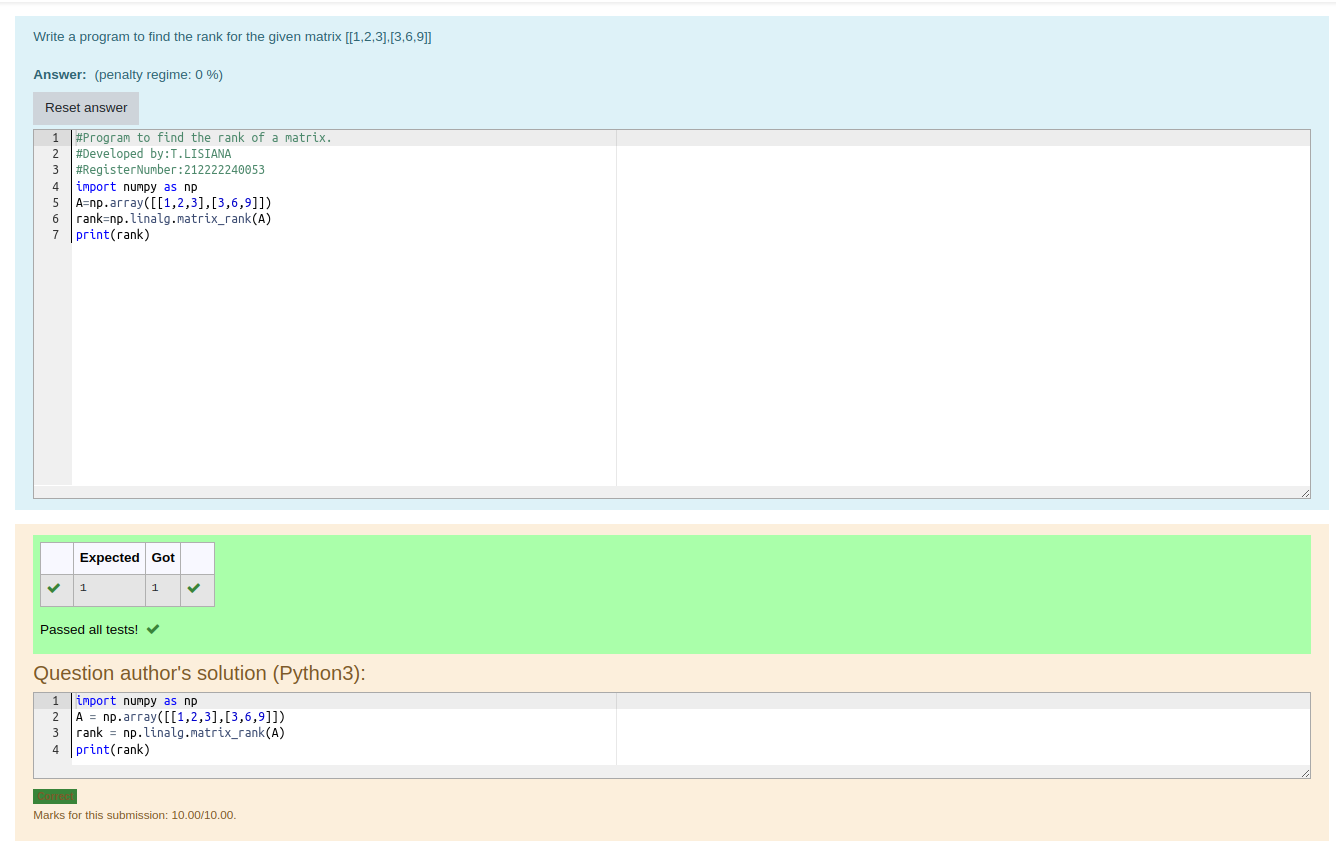 Write a program to find the rank for the given matrix [[1,2,3],[3,6,9]]
Answer: (penalty regime: 0 %)
Reset answer
1 #Program to find the rank of a matrix.
2 #Developed by:T.LISIANA
3 #RegisterNumber:212222240053
4 import numpy as np
5 A=np.array([[1,2,3],[3,6,9]])
6 rank=np.linalg.matrix_rank(A)
7 print(rank)
Expected Got
1 1
Passed all tests!
Question author's solution (Python3):
1 import numpy as np
2 A = np.array([[1,2,3],[3,6,9]])
3 rank = np.linalg.matrix_rank(A)
4 print(rank)
Correct
Marks for this submission: 10.00/10.00.